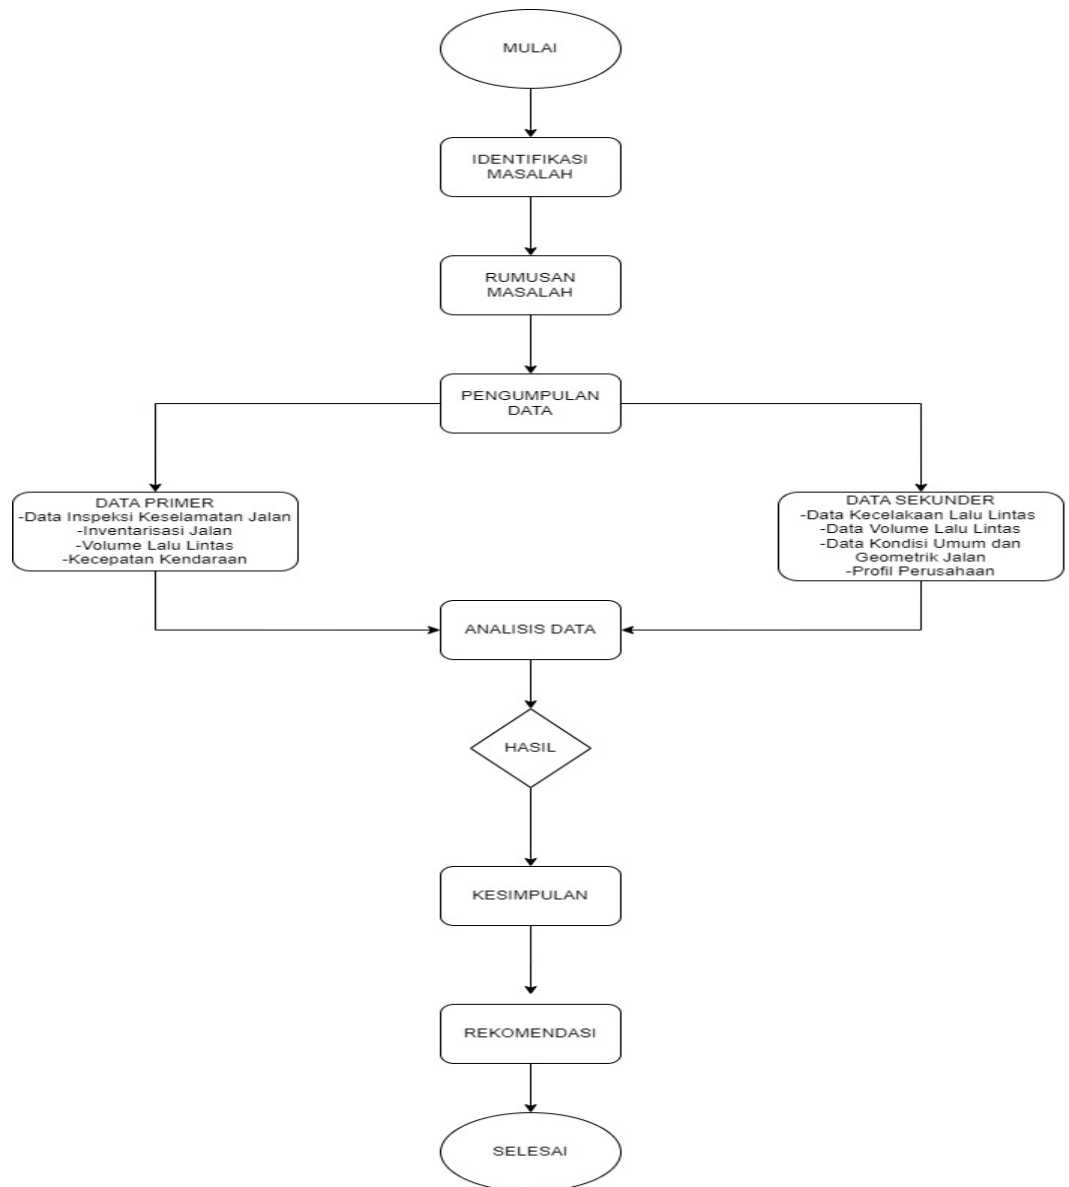 MULAI
IDENTIFIKASI
MASALAH
RUMUSAN
MASALAH
PENGUMPULAN
DATA
DATA PRIMER
-Data Inspeksi Keselamatan Jalan
-Inventarisasi Jalan
-Volume Lalu Lintas
-Kecepatan Kendaraan
DATA SEKUNDER
-Data Kecelakaan Lalu Lintas
-Data Volume Lalu Lintas
-Data Kondisi Umum dan
Geometrik Jalan
-Profil Perusahaan
ANALISIS DATA
HASIL
KESIMPULAN
REKOMENDASI
SELESAI